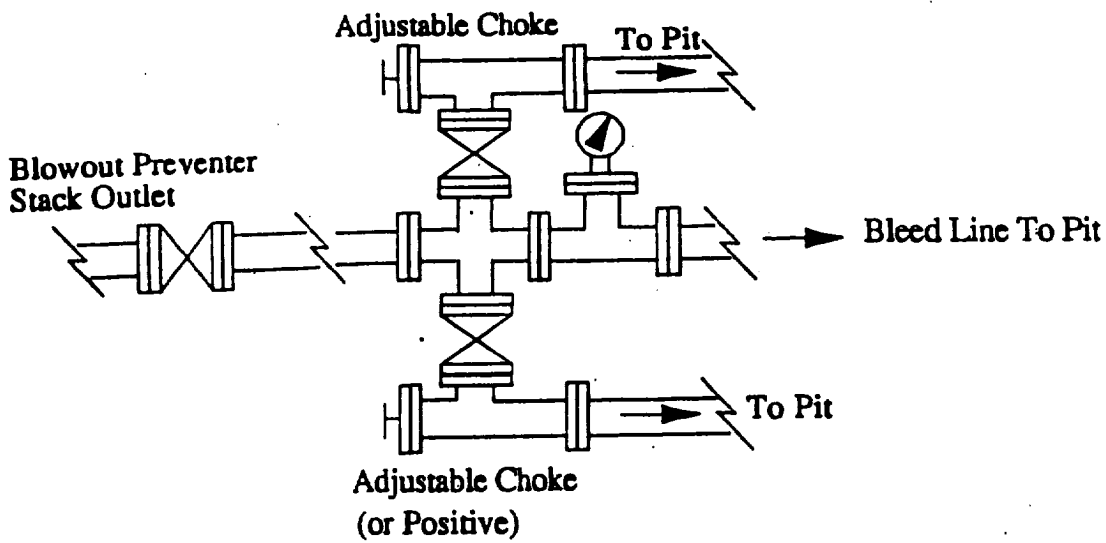 Adjustable Choke
To Pit
Blowout Preventer
Stack Outlet
Bleed Line To Pit
To Pit
Adjustable Choke
(or Positive)